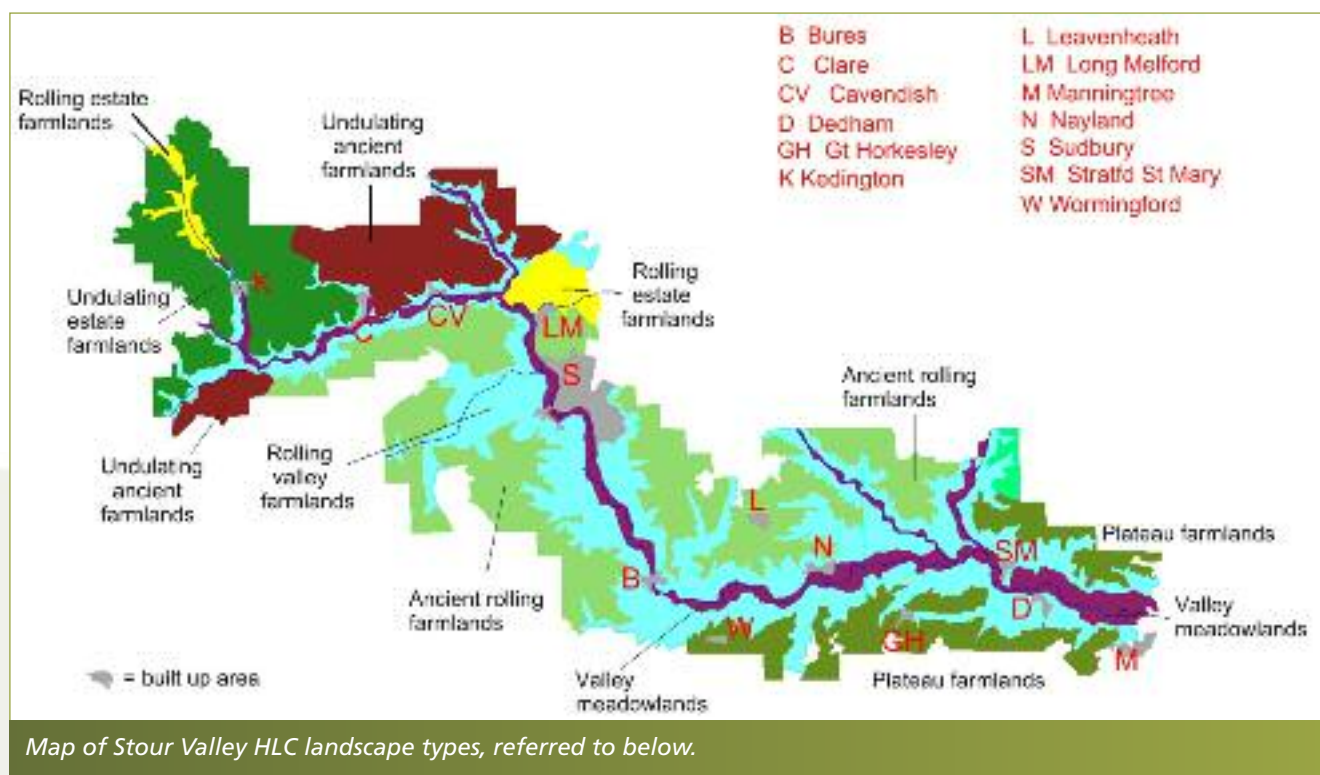 B Bures
C Clare
CV Cavendish
D Dedham
GH Gt Horkesley
K Kedington
L Leavenheath
LM Long Melford
M Manningtree
N Nayland
S Sudbury
SM Stratfd St Mary
W Wormingford
Rolling estate
farmlands
Undulating
ancient
farmlands
K
Undulating
estate
farmlands
C
CV
LM
Rolling
estate
farmlands
S
Ancient rolling
farmlands
Undulating
ancient
farmlands
Rolling
valley
farmlands
L
N
SM
Plateau farmlands
B
Ancient rolling
farmlands
D
Valley
meadowlands
W
GH
M
= built up area
Valley
meadowlands
Plateau farmlands
Map of Stour Valley HLC landscape types, referred to below.